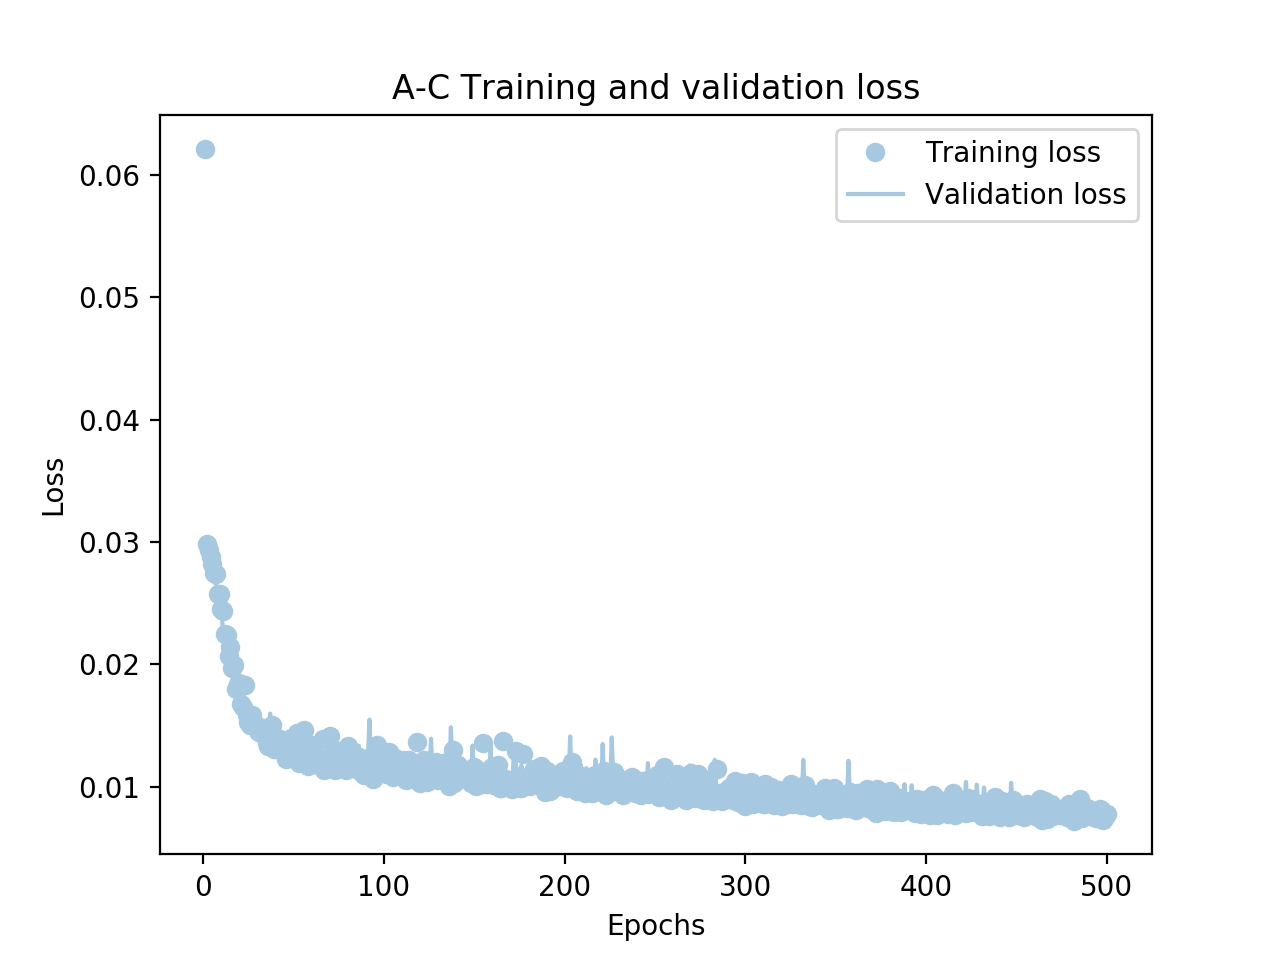 A-C Training and validation loss
Training loss
Validation loss
0.06
0.05
0.04
0.03
0.02
0.01
Loss
0 100 200 300 400 500
Epochs